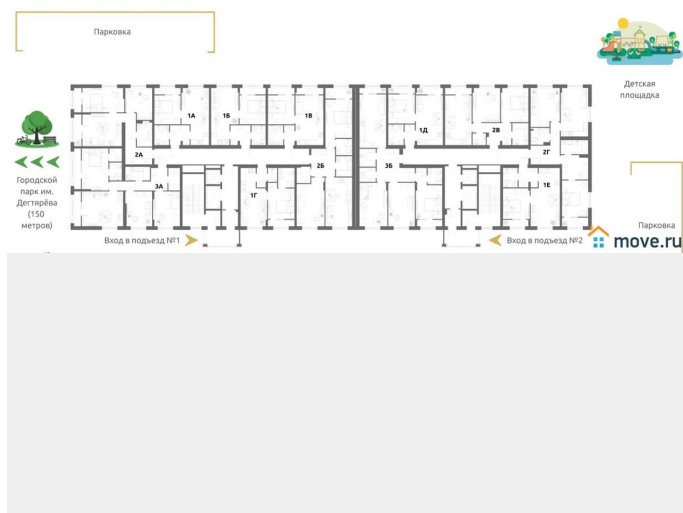 Парковка
Детская
площадка
1А
1Б
1В
1Д
2В
2А
2Б
3Б
2Г
3А
1Г
1Е
Городской
парк им.
Дегтярёва
(150
метров)
Парковка
Вход в подъезд №1
Вход в подъезд №2
move.ru